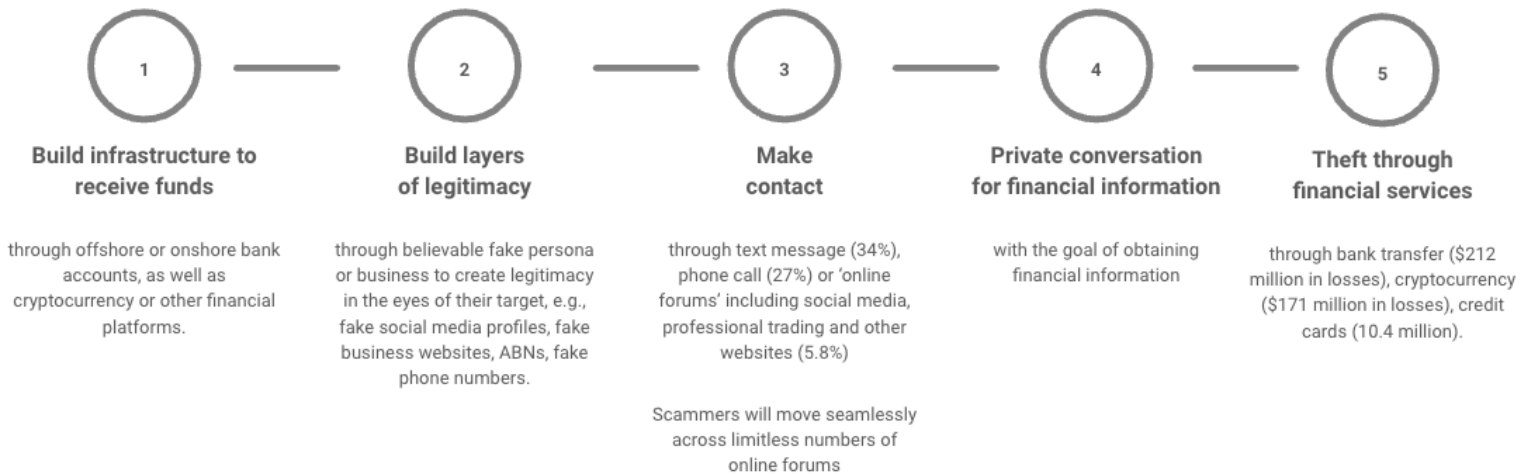 1
Build infrastructure to
receive funds
through offshore or onshore bank
accounts, as well as
cryptocurrency or other financial
platforms.
2
Build layers
of legitimacy
through believable fake persona
or business to create legitimacy
in the eyes of their target, e.g.,
fake social media profiles, fake
business websites, ABNs, fake
phone numbers.
3
Make
contact
through text message (34%),
phone call (27%) or ‘online
forums’ including social media,
professional trading and other
websites (5.8%)
Scammers will move seamlessly
across limitless numbers of
online forums
4
Private conversation
for financial information
with the goal of obtaining
financial information
5
Theft through
financial services
through bank transfer ($212
million in losses), cryptocurrency
($171 million in losses), credit
cards (10.4 million).